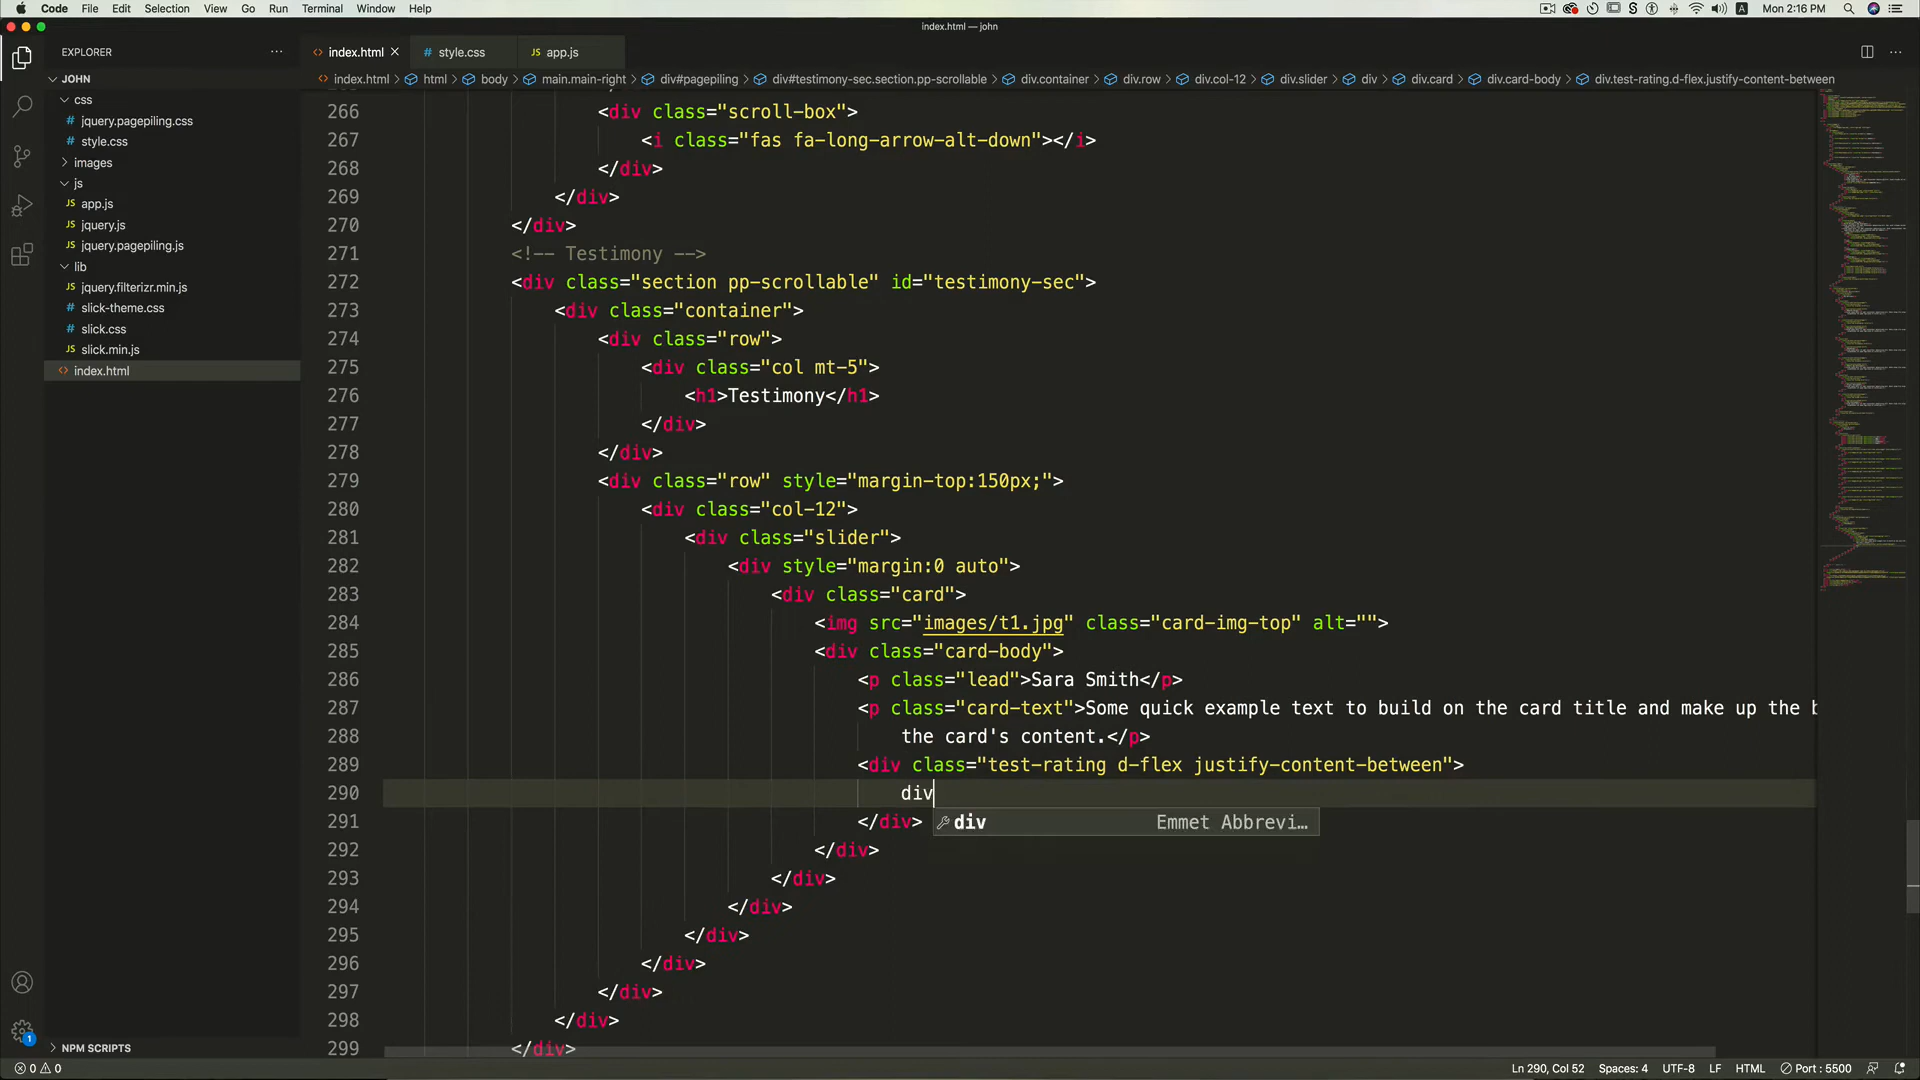 Code File Edit Selection View Go Run Terminal Window Help
Mon 2:16 PM
index.html — john
EXPLORER
index.html
style.css
app.js
JOHN
index.html > html > body > main.main-right > div#pagepiling > div#testimony-sec.section.pp-scrollable > div.container > div.row > div.col-12 > div.slider > div > div.card > div.card-body > div.test-rating.d-flex.justify-content-between
css
jquery.pagepiling.css
style.css
images
js
app.js
jquery.js
jquery.pagepiling.js
lib
jquery.filterizr.min.js
slick-theme.css
slick.css
slick.min.js
index.html
266 <div class="scroll-box">
267 <i class="fas fa-long-arrow-alt-down"></i>
268 </div>
269 </div>
270 </div>
271 <!-- Testimony -->
272 <div class="section pp-scrollable" id="testimony-sec">
273 <div class="container">
274 <div class="row">
275 <div class="col mt-5">
276 <h1>Testimony</h1>
277 </div>
278 </div>
279 <div class="row" style="margin-top:150px;">
280 <div class="col-12">
281 <div class="slider">
282 <div style="margin:0 auto">
283 <div class="card">
284 <img src="images/t1.jpg" class="card-img-top" alt="">
285 <div class="card-body">
286 <p class="lead">Sara Smith</p>
287 <p class="card-text">Some quick example text to build on the card title and make up the
288 the card's content.</p>
289 <div class="test-rating d-flex justify-content-between">
290 div
291 </div>
div Emmet Abbrevi...
292 </div>
293 </div>
294 </div>
295 </div>
296 </div>
297 </div>
298 </div>
299 </div>
NPM SCRIPTS
1
0 0
Ln 290, Col 52 Spaces: 4 UTF-8 LF HTML Port : 5500